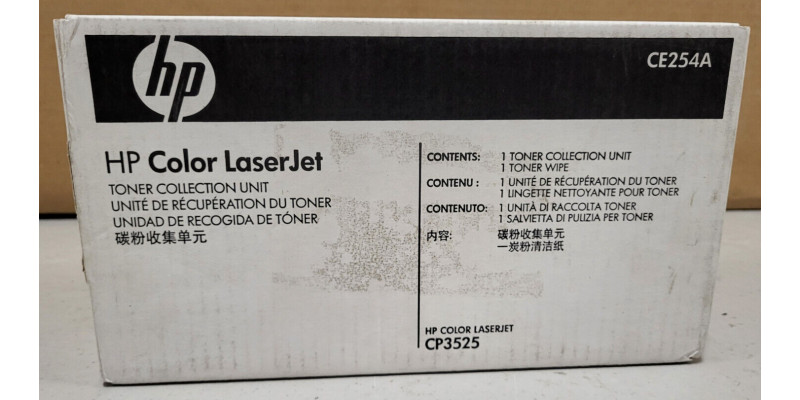 hp
CE254A
HP Color LaserJet
TONER COLLECTION UNIT
UNITÉ DE RÉCUPÉRATION DU TONER
UNIDAD DE RECOGIDA DE TÓNER
碳粉收集单元
CONTENTS: 1 TONER COLLECTION UNIT
1 TONER WIPE
CONTENU : 1 UNITÉ DE RÉCUPÉRATION DU TONER
1 LINGETTE NETTOYANTE POUR TONER
CONTENUTO: 1 UNITÀ DI RACCOLTA TONER
1 SALVIETTA DI PULIZIA PER TONER
内容: 碳粉收集单元
一炭粉清洁纸
HP COLOR LASERJET
CP3525